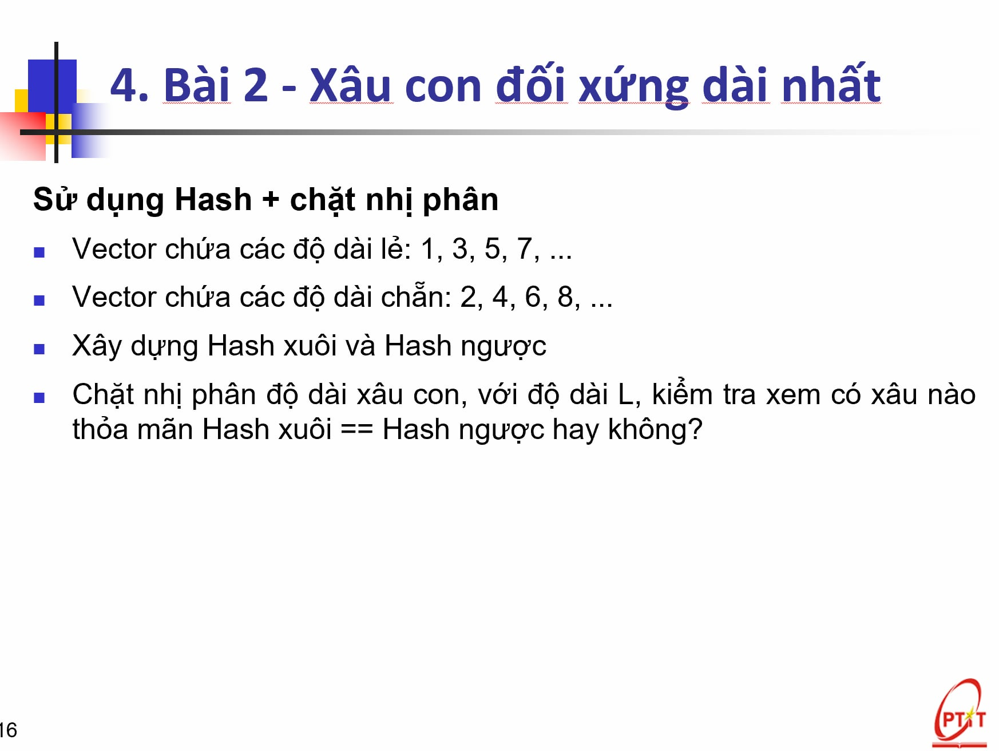 4. Bài 2 - Xâu con đối xứng dài nhất
Sử dụng Hash + chặt nhị phân
Vector chứa các độ dài lẻ: 1, 3, 5, 7, ...
Vector chứa các độ dài chẵn: 2, 4, 6, 8, ...
Xây dựng Hash xuôi và Hash ngược
Chặt nhị phân độ dài xâu con, với độ dài L, kiểm tra xem có xâu nào
thỏa mãn Hash xuôi == Hash ngược hay không?
16
PTIT